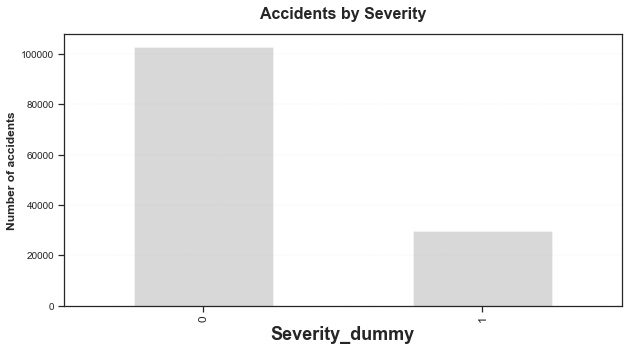 Accidents by Severity
100000
80000
60000
40000
20000
0
Number of accidents
0
1
Severity_dummy